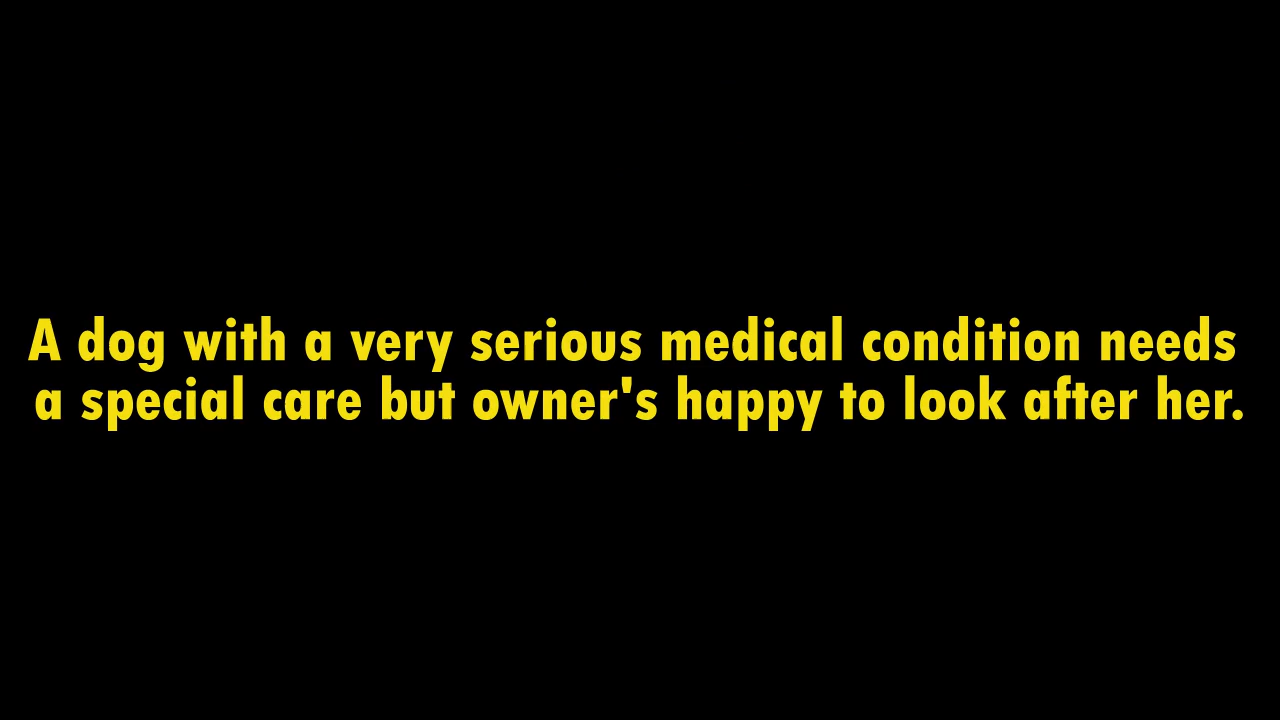 A dog with a very serious medical condition needs
a special care but owner's happy to look after her.